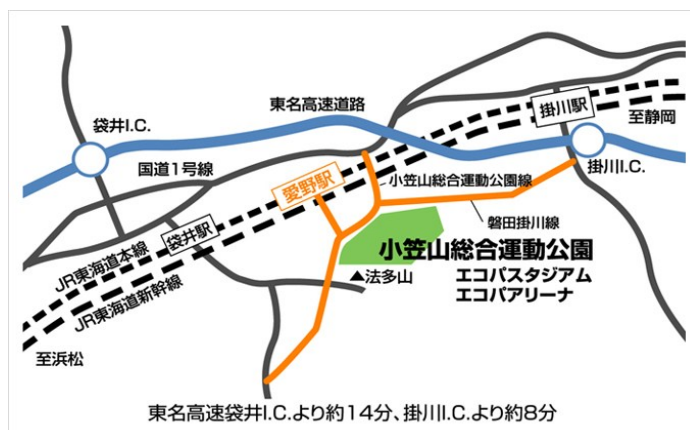 東名高速道路
掛川駅
至静岡
袋井I.C.
国道1号線
愛野駅
小笠山総合運動公園線
掛川I.C.
磐田掛川線
袋井駅
小笠山総合運動公園
エコパスタジアム
エコパアリーナ
▲法多山
JR東海道本線
JR東海道新幹線
至浜松
東名高速袋井I.C.より約14分、掛川I.C.より約8分